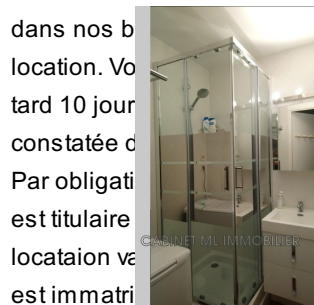 dans nos b
location. Vo
tard 10 jour
constatée d
Par obligati
est titulaire
locataion va
est immatri
CABINET ML IMMOBILIER